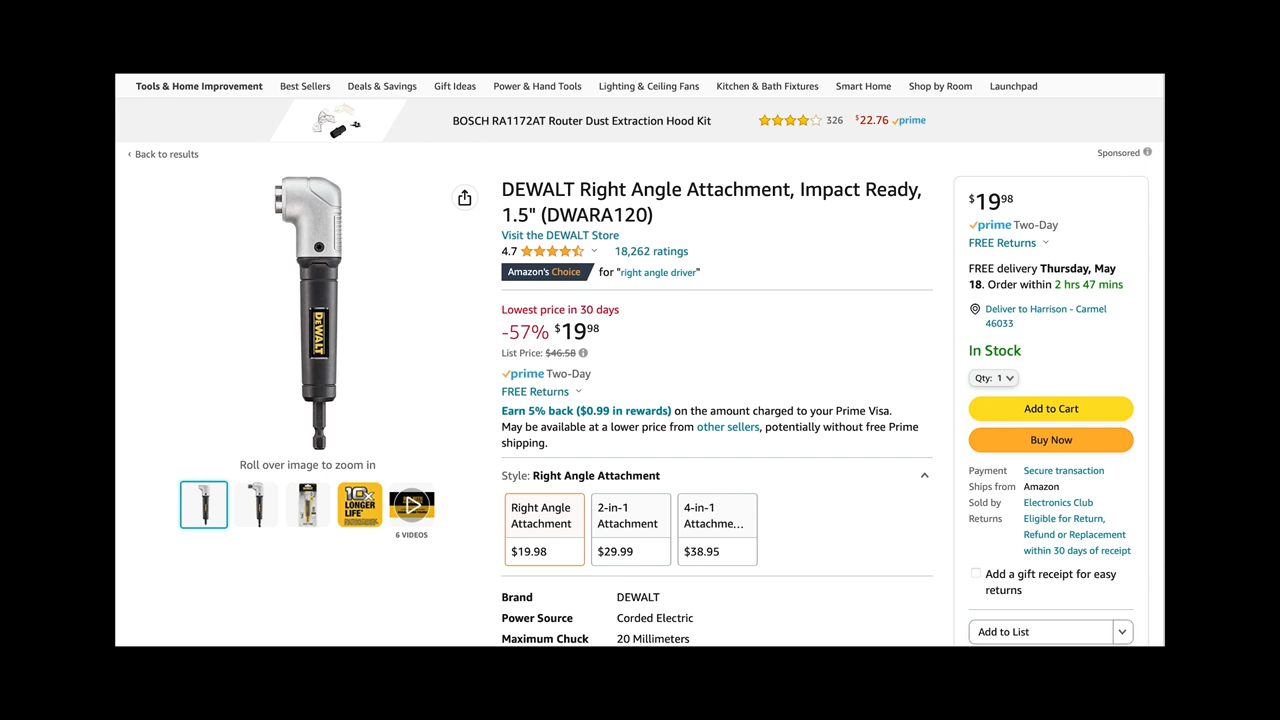 Tools & Home Improvement Best Sellers Deals & Savings Gift Ideas Power & Hand Tools Lighting & Ceiling Fans Kitchen & Bath Fixtures Smart Home Shop by Room Launchpad
BOSCH RA1172AT Router Dust Extraction Hood Kit 326 $22.76 prime
‹ Back to results
Sponsored
DEWALT
Roll over image to zoom in
10X
LONGER
LIFE
6 VIDEOS
DEWALT Right Angle Attachment, Impact Ready,
1.5" (DWARA120)
Visit the DEWALT Store
4.7 18,262 ratings
Amazon's Choice for "right angle driver"
Lowest price in 30 days
-57% $19 98
List Price: $46.58
prime Two-Day
FREE Returns
Earn 5% back ($0.99 in rewards) on the amount charged to your Prime Visa.
May be available at a lower price from other sellers, potentially without free Prime
shipping.
Style: Right Angle Attachment
Right Angle
Attachment
$19.98
2-in-1
Attachment
$29.99
4-in-1
Attachme...
$38.95
Brand DEWALT
Power Source Corded Electric
Maximum Chuck 20 Millimeters
$19 98
prime Two-Day
FREE Returns
FREE delivery Thursday, May
18. Order within 2 hrs 47 mins
Deliver to Harrison - Carmel
46033
In Stock
Qty: 1
Add to Cart
Buy Now
Payment Secure transaction
Ships from Amazon
Sold by Electronics Club
Returns Eligible for Return,
Refund or Replacement
within 30 days of receipt
Add a gift receipt for easy
returns
Add to List